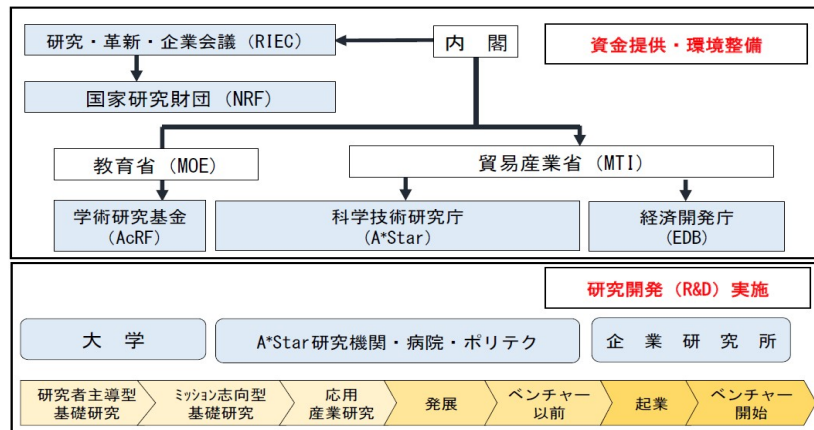 研究・革新・企業会議（RIEC）
内　閣
資金提供・環境整備
国家研究財団（NRF）
教育省（MOE）
貿易産業省（MTI）
学術研究基金
(AcRF)
科学技術研究庁
(A*Star)
経済開発庁
(EDB)
研究開発（R&D）実施
大　学
A*Star研究機関・病院・ポリテク
企　業　研　究　所
研究者主導型
基礎研究
ﾐｯｼｮﾝ志向型
基礎研究
応用
産業研究
発展
ベンチャー
以前
起業
ベンチャー
開始